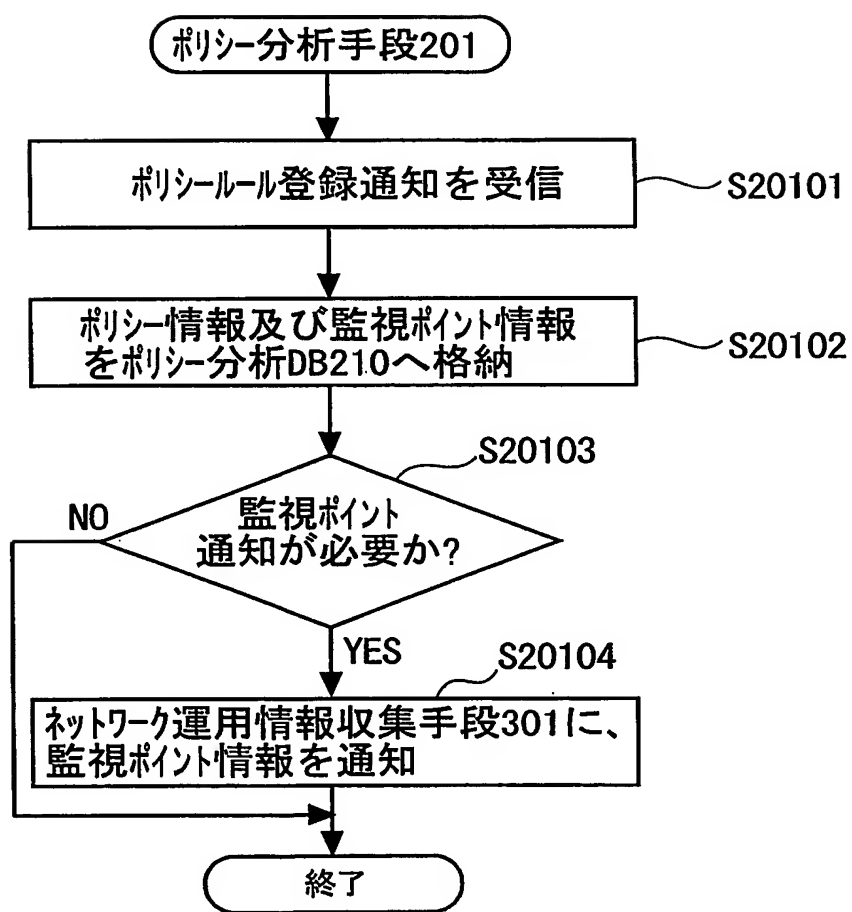 ポリシー分析手段201
ポリシールール登録通知を受信
S20101
ポリシー情報及び監視ポイント情報
をポリシー分析DB210へ格納
S20102
S20103
NO
監視ポイント
通知が必要か?
YES
S20104
ネットワーク運用情報収集手段301に、
監視ポイント情報を通知
終了